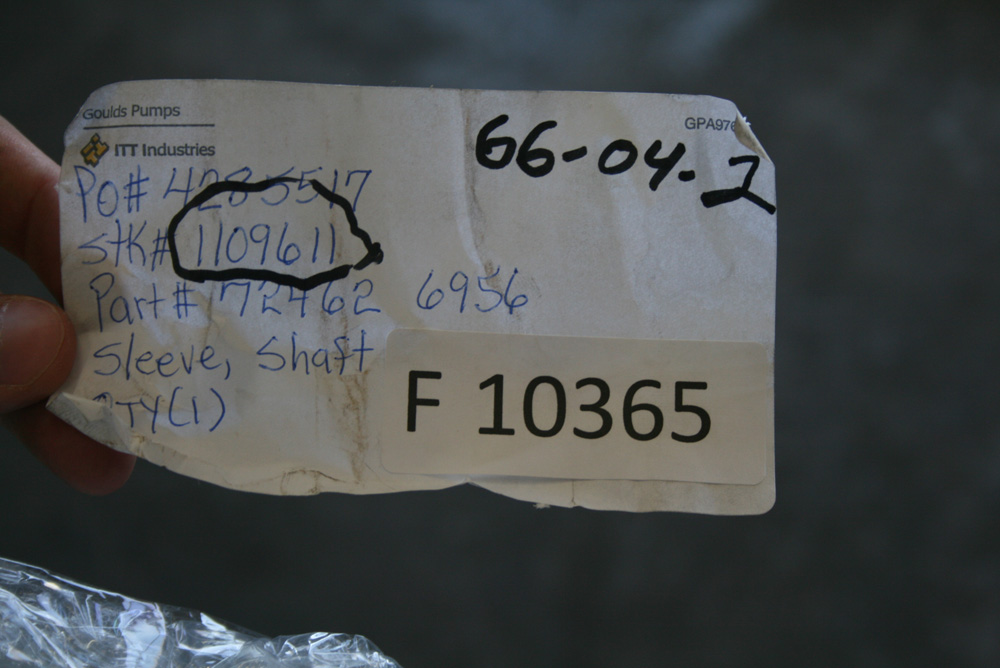 Goulds Pumps
GPA976
ITT Industries
66-04.2
PO# 4285517
Stk# 1109611
Part# 72462 6956
Sleeve, Shaft
QTY(1)
F 10365